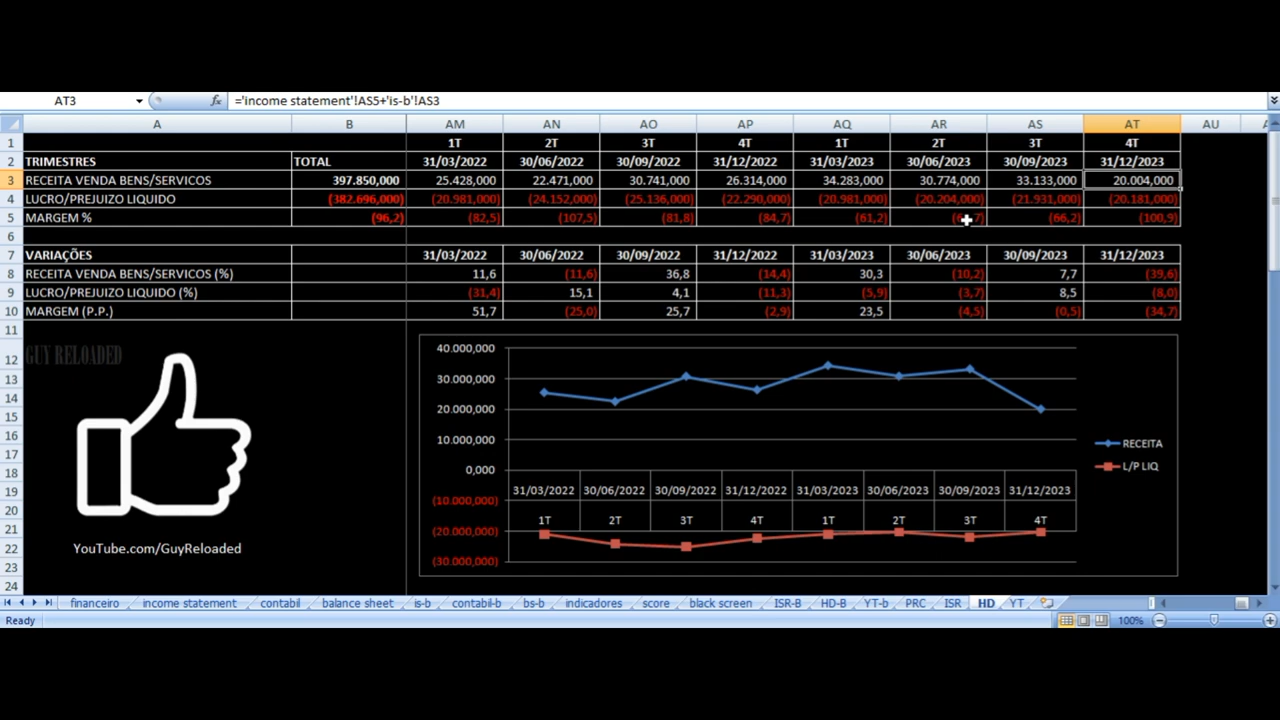 AT3 fx ='income statement'!AS5+'is-b'!AS3
A B AM AN AO AP AQ AR AS AT AU
1 1T 2T 3T 4T 1T 2T 3T 4T
2 TRIMESTRES TOTAL 31/03/2022 30/06/2022 30/09/2022 31/12/2022 31/03/2023 30/06/2023 30/09/2023 31/12/2023
3 RECEITA VENDA BENS/SERVICOS 397.850,000 25.428,000 22.471,000 30.741,000 26.314,000 34.283,000 30.774,000 33.133,000 20.004,000
4 LUCRO/PREJUIZO LIQUIDO (382.696,000) (20.981,000) (24.152,000) (25.136,000) (22.290,000) (20.981,000) (20.204,000) (21.931,000) (20.181,000)
5 MARGEM % (96,2) (82,5) (107,5) (81,8) (84,7) (61,2) (66,2) (100,9)
6
7 VARIAÇÕES 31/03/2022 30/06/2022 30/09/2022 31/12/2022 31/03/2023 30/06/2023 30/09/2023 31/12/2023
8 RECEITA VENDA BENS/SERVICOS (%) 11,6 (11,6) 36,8 (14,4) 30,3 (10,2) 7,7 (39,6)
9 LUCRO/PREJUIZO LIQUIDO (%) (31,4) 15,1 4,1 (11,3) (5,9) (3,7) 8,5 (8,0)
10 MARGEM (P.P.) 51,7 (25,0) 25,7 (2,9) 23,5 (4,5) (0,5) (34,7)
11
12 GUY RELOADED 40.000,000
13 30.000,000
14
15 20.000,000
16 10.000,000
RECEITA
17
L/P LIQ
18 0,000
19 31/03/2022 30/06/2022 30/09/2022 31/12/2022 31/03/2023 30/06/2023 30/09/2023 31/12/2023
20 (10.000,000)
21 1T 2T 3T 4T 1T 2T 3T 4T
(20.000,000)
22 YouTube.com/GuyReloaded
23 (30.000,000)
24
financeiro income statement contabil balance sheet is-b contabil-b bs-b indicadores score black screen ISR-B HD-B YT-b PRC ISR HD YT
Ready 100%